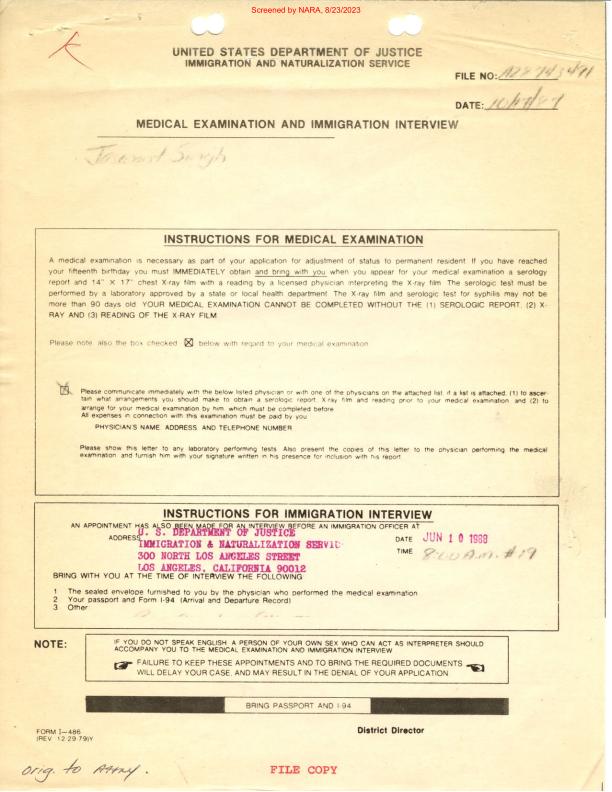 Screened by NARA, 8/23/2023
UNITED STATES DEPARTMENT OF JUSTICE
IMMIGRATION AND NATURALIZATION SERVICE
FILE NO:
DATE:
MEDICAL EXAMINATION AND IMMIGRATION INTERVIEW
Singh
INSTRUCTIONS FOR MEDICAL EXAMINATION
A medical examination is necessary as part of your application for adjustment of status to permanent resident. If you have reached
your fifteenth birthday you must IMMEDIATELY obtain and bring with you when you appear for your medical examination a serology
report and 14" X 17" chest X-ray film with a reading by a licensed physician interpreting the X-ray film. The serologic test must be
performed by a laboratory approved by a state or local health department. The X-ray film and serologic test for syphilis may not be
more than 90 days old. YOUR MEDICAL EXAMINATION CANNOT BE COMPLETED WITHOUT THE (1) SEROLOGIC REPORT, (2) X-
RAY AND (3) READING OF THE X-RAY FILM.
Please note also the box checked ☒ below with regard to your medical examination
Please communicate immediately with the below listed physician or with one of the physicians on the attached list, if a list is attached, (1) to ascer-
tain what arrangements you should make to obtain a serologic report, X-ray film and reading prior to your medical examination and (2) to
arrange for your medical examination by him, which must be completed before
All expenses in connection with this examination must be paid by you
PHYSICIAN'S NAME, ADDRESS, AND TELEPHONE NUMBER
Please show this letter to any laboratory performing tests. Also present the copies of this letter to the physician performing the medical
examination and furnish him with your signature written in his presence for inclusion with his report
INSTRUCTIONS FOR IMMIGRATION INTERVIEW
AN APPOINTMENT HAS ALSO BEEN MADE FOR AN INTERVIEW BEFORE AN IMMIGRATION OFFICER AT
ADDRESS U. S. DEPARTMENT OF JUSTICE DATE JUN 10 1988
IMMIGRATION & NATURALIZATION SERVIC
300 NORTH LOS ANGELES STREET TIME 8:00 A.M. #19
LOS ANGELES, CALIFORNIA 90012
BRING WITH YOU AT THE TIME OF INTERVIEW THE FOLLOWING
1 The sealed envelope furnished to you by the physician who performed the medical examination
2 Your passport and Form I-94 (Arrival and Departure Record)
3 Other
NOTE: IF YOU DO NOT SPEAK ENGLISH, A PERSON OF YOUR OWN SEX WHO CAN ACT AS INTERPRETER SHOULD
ACCOMPANY YOU TO THE MEDICAL EXAMINATION AND IMMIGRATION INTERVIEW
FAILURE TO KEEP THESE APPOINTMENTS AND TO BRING THE REQUIRED DOCUMENTS
WILL DELAY YOUR CASE, AND MAY RESULT IN THE DENIAL OF YOUR APPLICATION
BRING PASSPORT AND I-94
FORM I—486
(REV. 12-29-79)Y
District Director
orig. to Attny.
FILE COPY